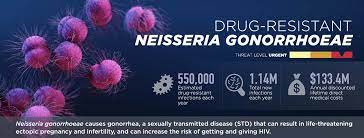 DRUG-RESISTANT
NEISSERIA GONORRHOEAE
THREAT LEVEL URGENT
550,000
Estimated
drug-resistant
infections
each year
1.14M
Total new
infections
each year
$133.4M
Annual discounted
lifetime direct
medical costs
Neisseria gonorrhoeae causes gonorrhea, a sexually transmitted disease (STD) that can result in life-threatening
ectopic pregnancy and infertility, and can increase the risk of getting and giving HIV.